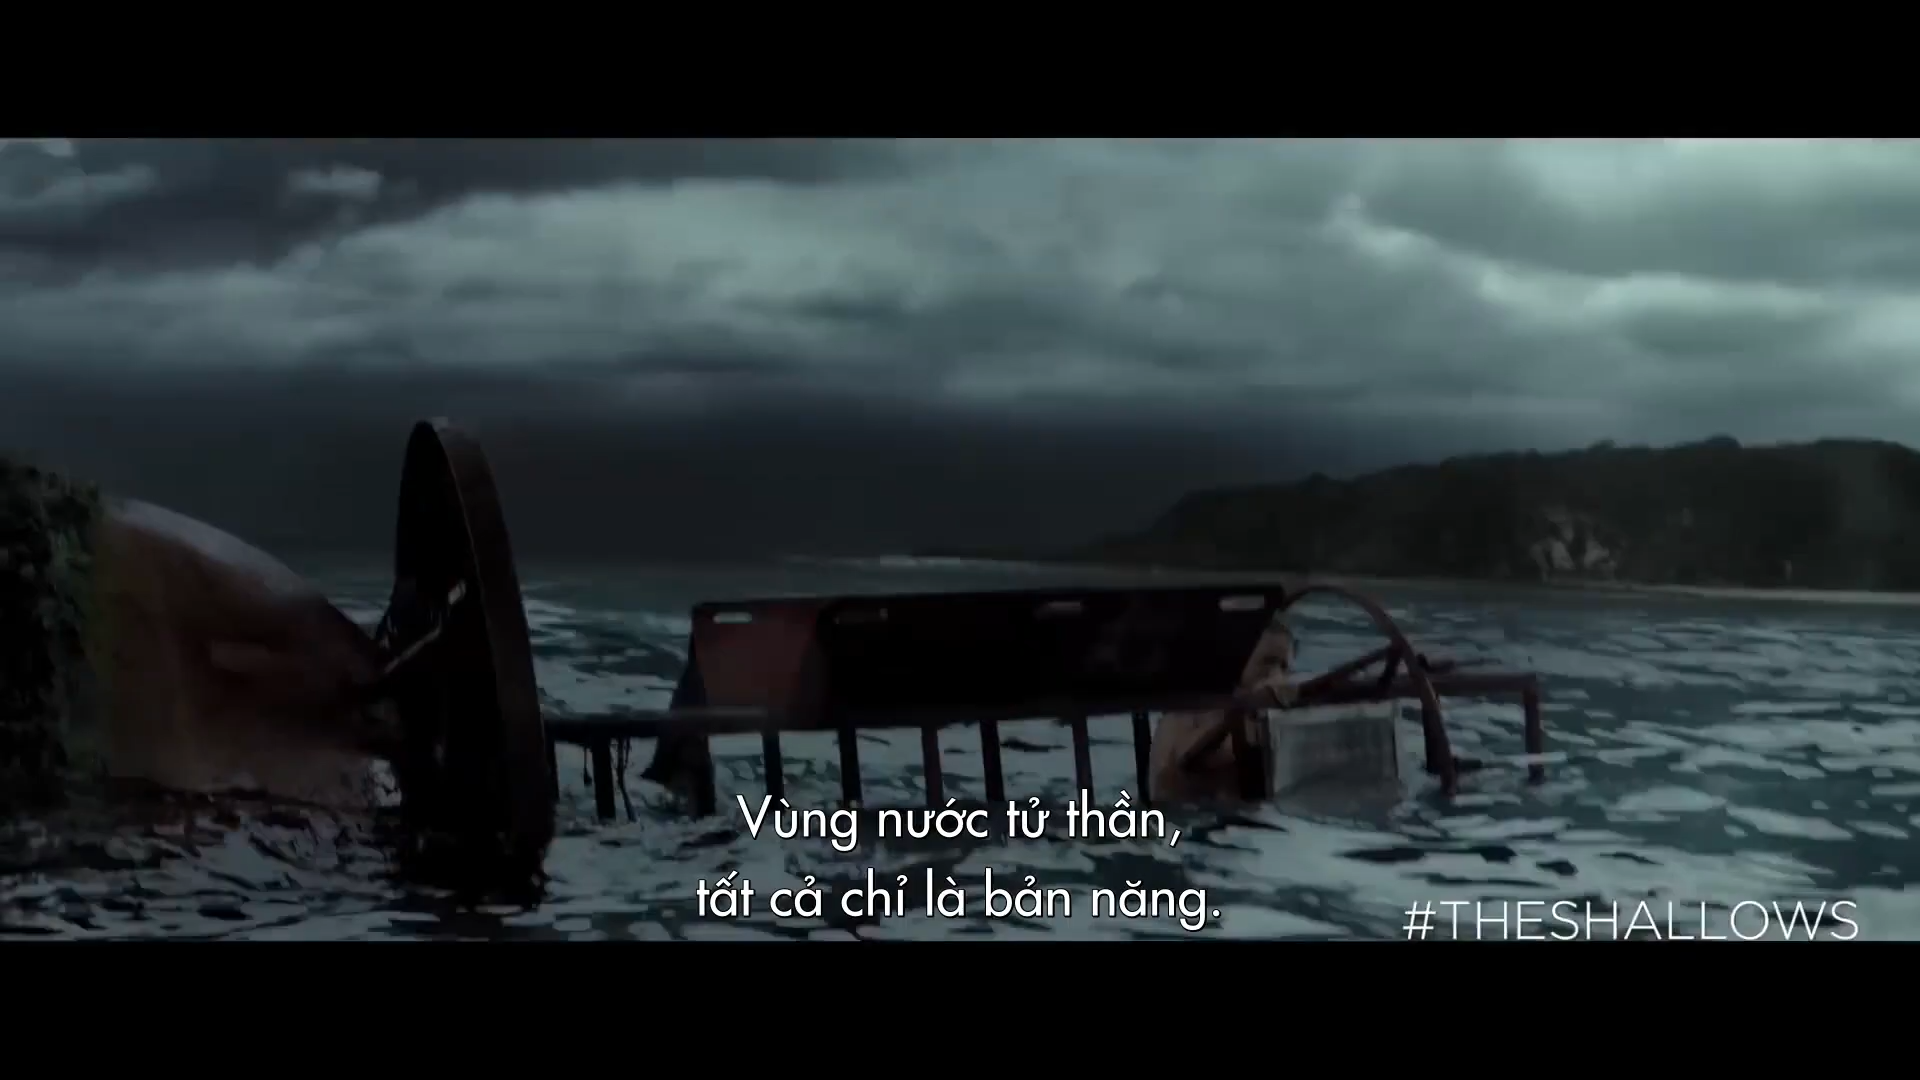 Vùng nước tử thần,
tất cả chỉ là bản năng.
#THESHALLOWS